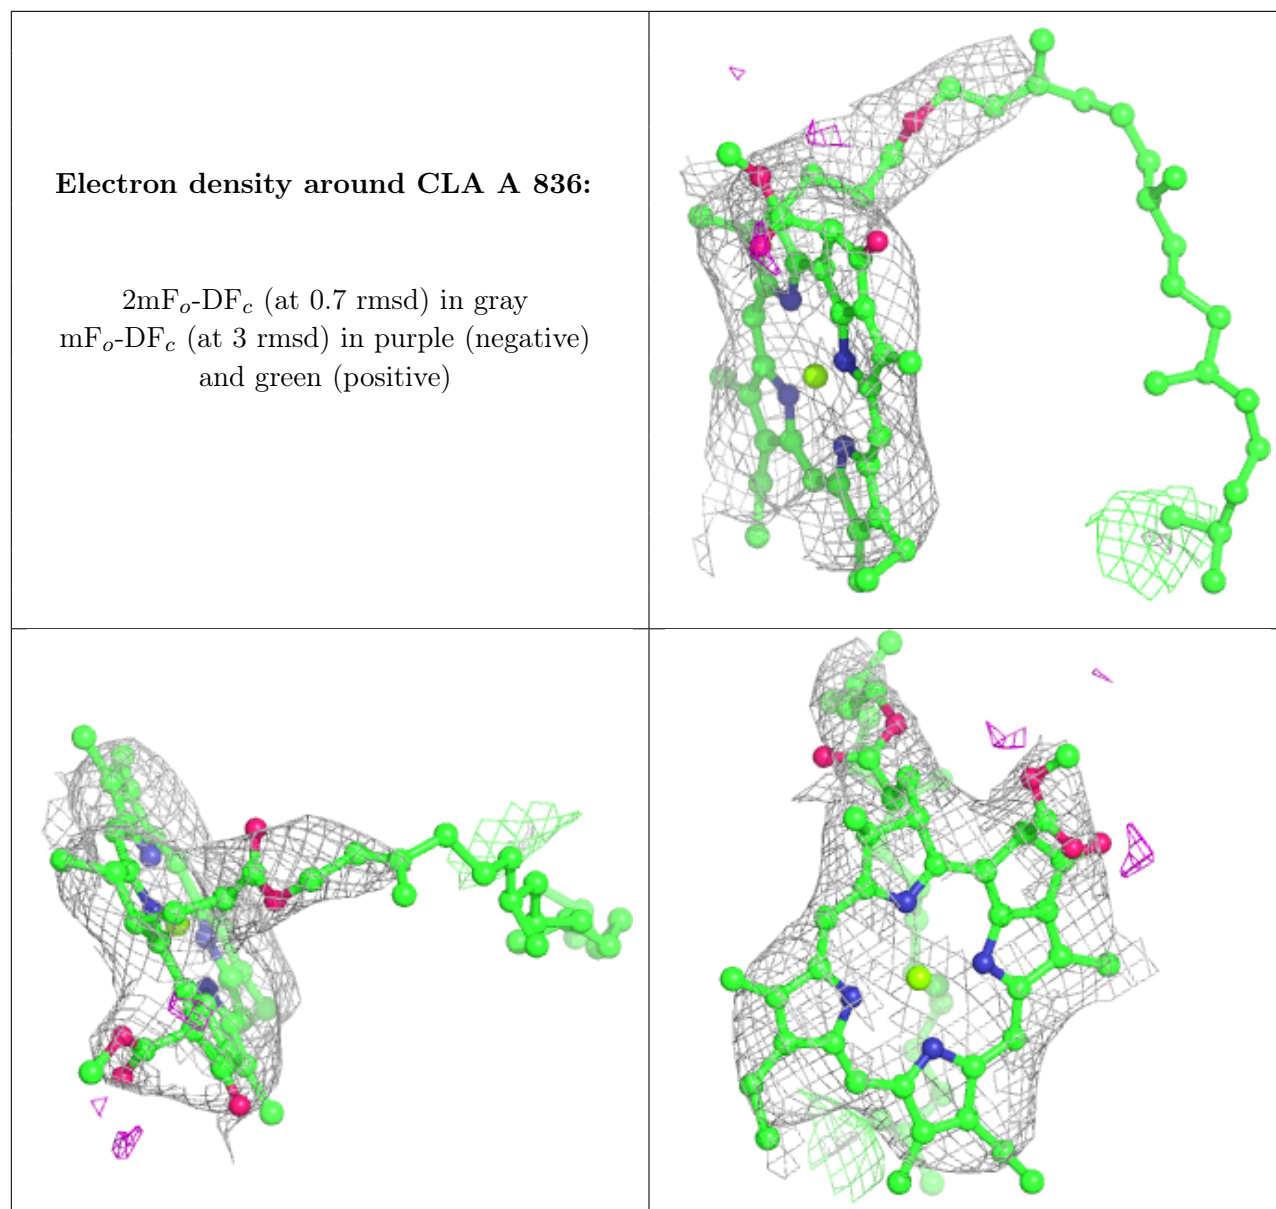 Electron density around CLA A 836:
2mFo-DFc (at 0.7 rmsd) in gray
mFo-DFc (at 3 rmsd) in purple (negative)
and green (positive)